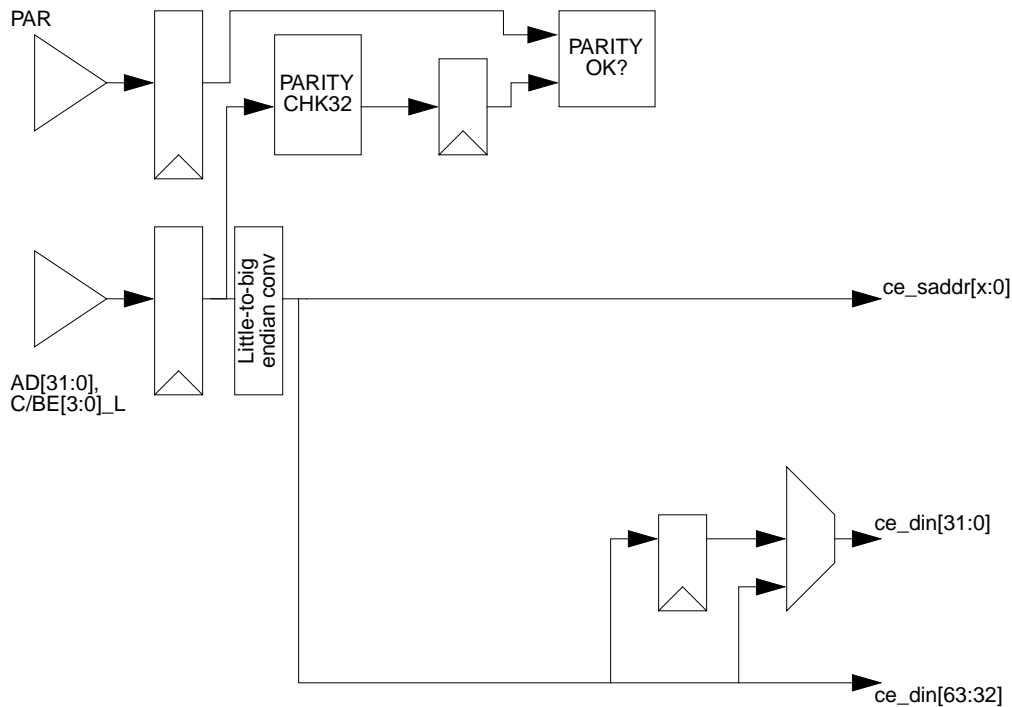 PAR
PARITY
CHK32
PARITY
OK?
Little-to-big
endian conv
ce_saddr[x:0]
AD[31:0],
C/BE[3:0]_L
ce_din[31:0]
ce_din[63:32]